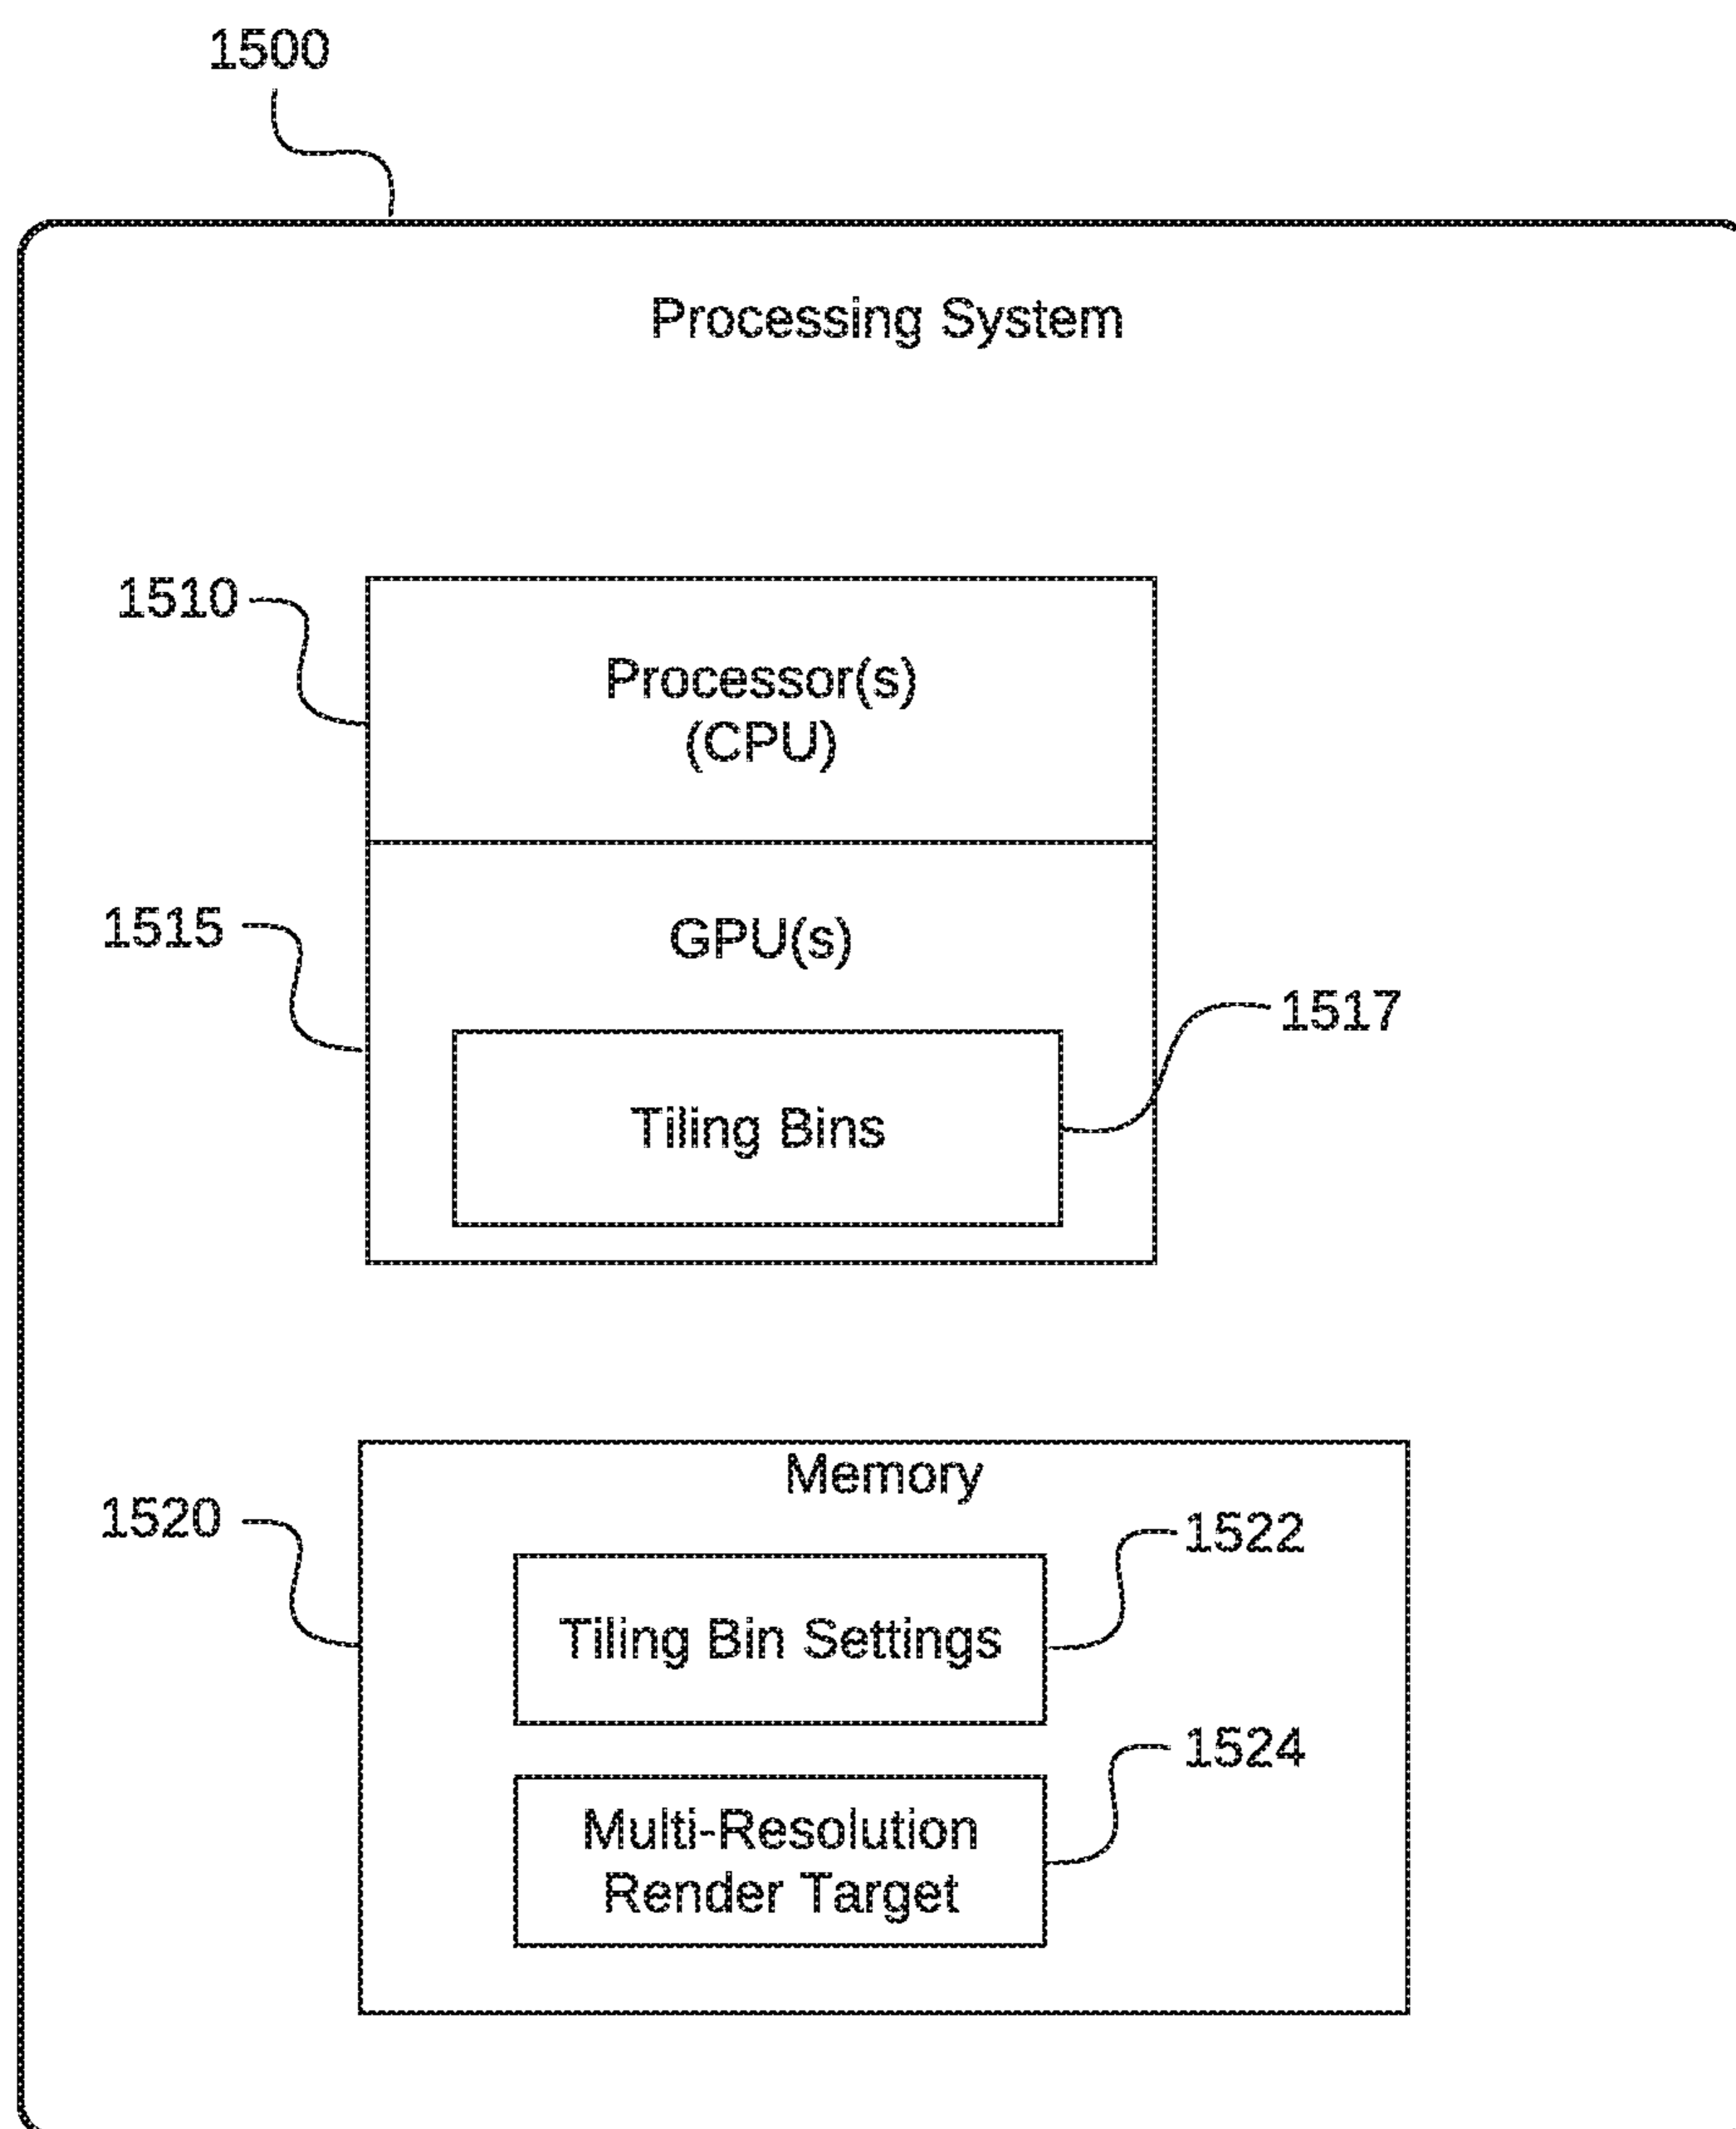 1500
Processing System
1510
Processor(s)
(CPU)
1515
GPU(s)
1517
Tiling Bins
Memory
1520
1522
Tiling Bin Settings
1524
Multi-Resolution
Render Target